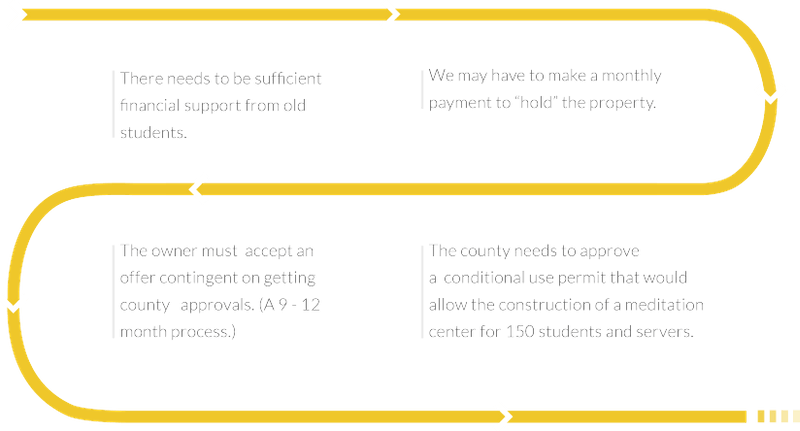 There needs to be sufficient
financial support from old
students.
We may have to make a monthly
payment to “hold” the property.
The owner must accept an
offer contingent on getting
county approvals. (A 9 - 12
month process.)
The county needs to approve
a conditional use permit that would
allow the construction of a meditation
center for 150 students and servers.